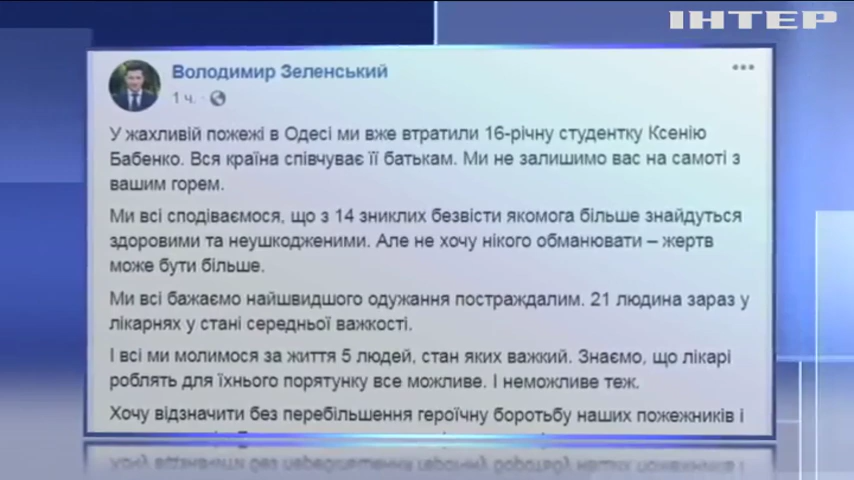 ІНТЕР
Володимир Зеленський
1 ч. ·
У жахливій пожежі в Одесі ми вже втратили 16-річну студентку Ксенію
Бабенко. Вся країна співчуває її батькам. Ми не залишимо вас на самоті з
вашим горем.
Ми всі сподіваємося, що з 14 зниклих безвісти якомога більше знайдуться
здоровими та неушкодженими. Але не хочу нікого обманювати – жертв
може бути більше.
Ми всі бажаємо найшвидшого одужання постраждалим. 21 людина зараз у
лікарнях у стані середньої важкості.
І всі ми молимося за життя 5 людей, стан яких важкий. Знаємо, що лікарі
роблять для їхнього порятунку все можливе. І неможливе теж.
Хочу відзначити без перебільшення героїчну боротьбу наших пожежників і